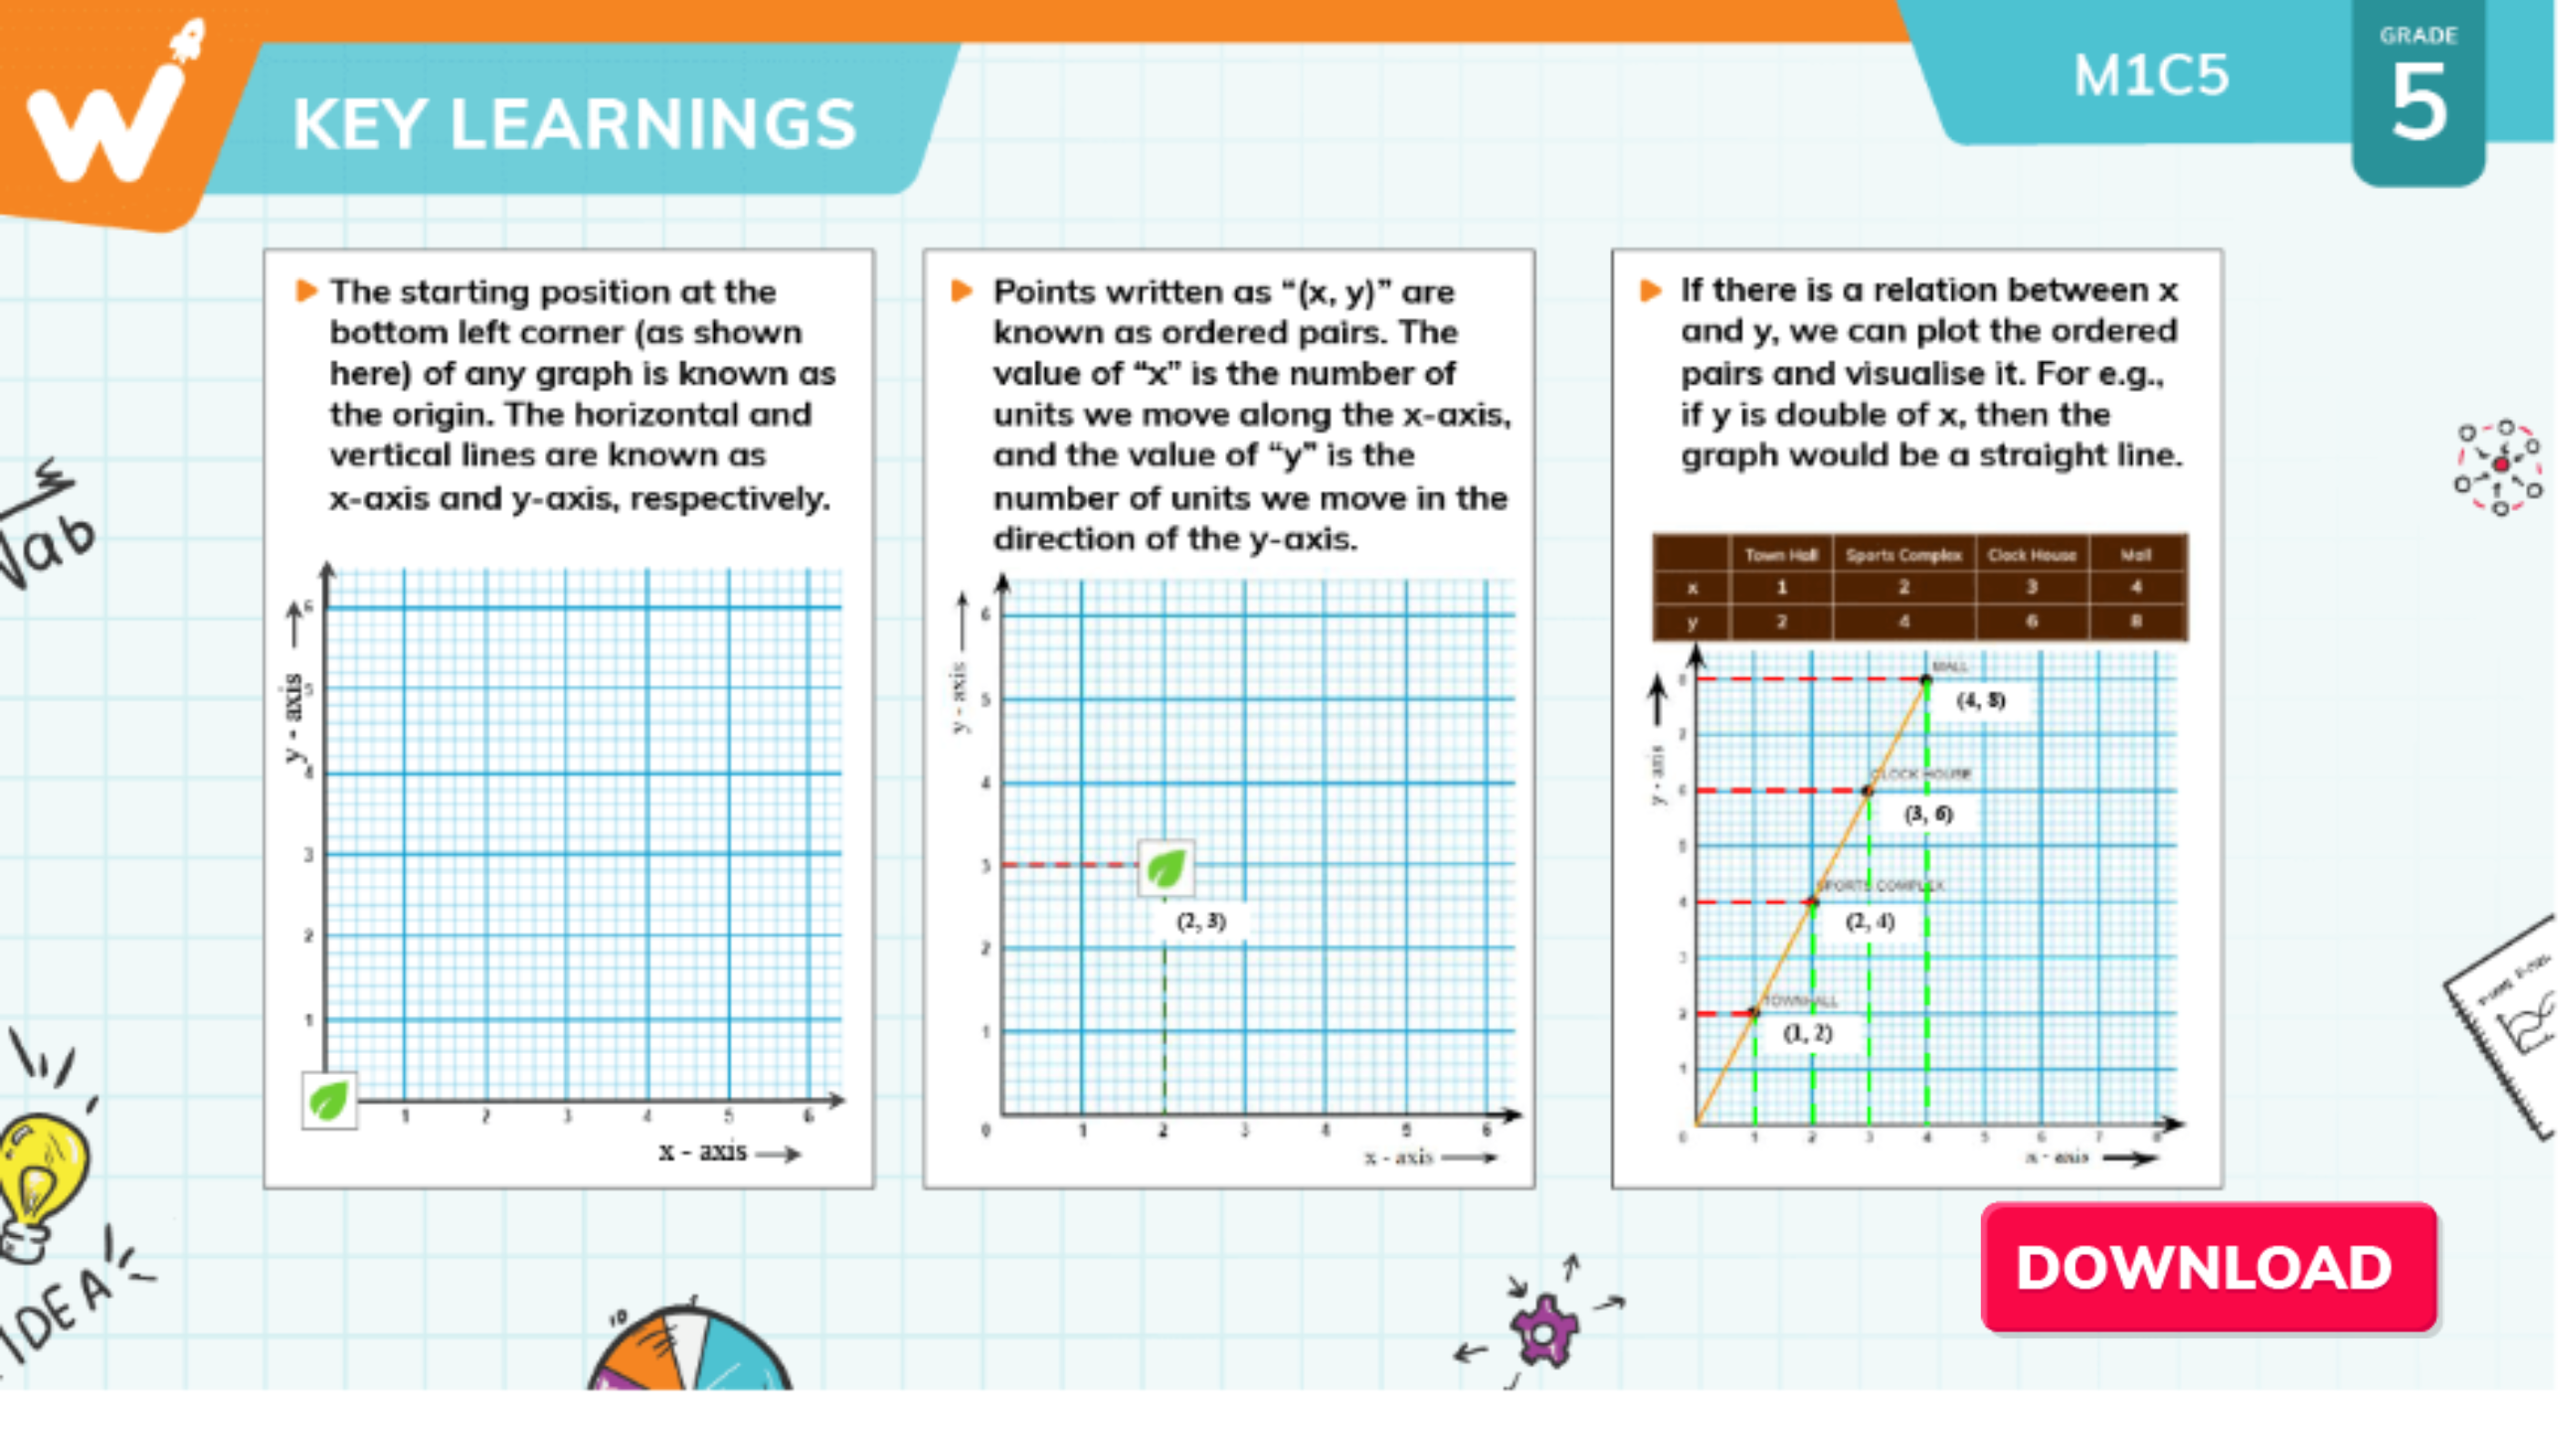 W
KEY LEARNINGS
M1C5
GRADE
5
The starting position at the
bottom left corner (as shown
here) of any graph is known as
the origin. The horizontal and
vertical lines are known as
x-axis and y-axis, respectively.
y - axis
6
5
4
3
2
1
1 2 3 4 5 6
x - axis
Points written as “(x, y)” are
known as ordered pairs. The
value of “x” is the number of
units we move along the x-axis,
and the value of “y” is the
number of units we move in the
direction of the y-axis.
y - axis
6
5
4
3
(2, 3)
2
1
0 1 2 3 4 5 6
x - axis
If there is a relation between x
and y, we can plot the ordered
pairs and visualise it. For e.g.,
if y is double of x, then the
graph would be a straight line.
Town Hall Sports Complex Clock House Mall
x 1 2 3 4
y 2 4 6 8
y - axis
MALL
8
(4, 8)
7
CLOCK HOUSE
6
(3, 6)
5
SPORTS COMPLEX
4
(2, 4)
3
TOWNHALL
2
(1, 2)
1
0 1 2 3 4 5 6 7 8
x - axis
√ab
IDEA
10
DOWNLOAD